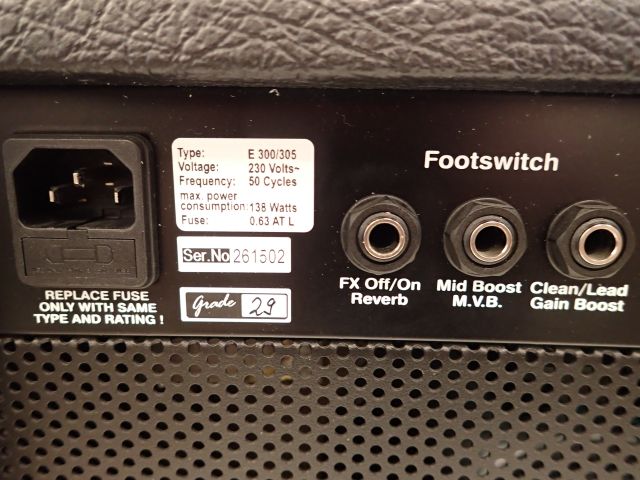 Type: E 300/305
Voltage: 230 Volts~
Frequency: 50 Cycles
max. power
consumption: 138 Watts
Fuse: 0.63 AT L
Ser.No 261502
Grade 29
REPLACE FUSE
ONLY WITH SAME
TYPE AND RATING !
Footswitch
FX Off/On
Reverb
Mid Boost
M.V.B.
Clean/Lead
Gain Boost